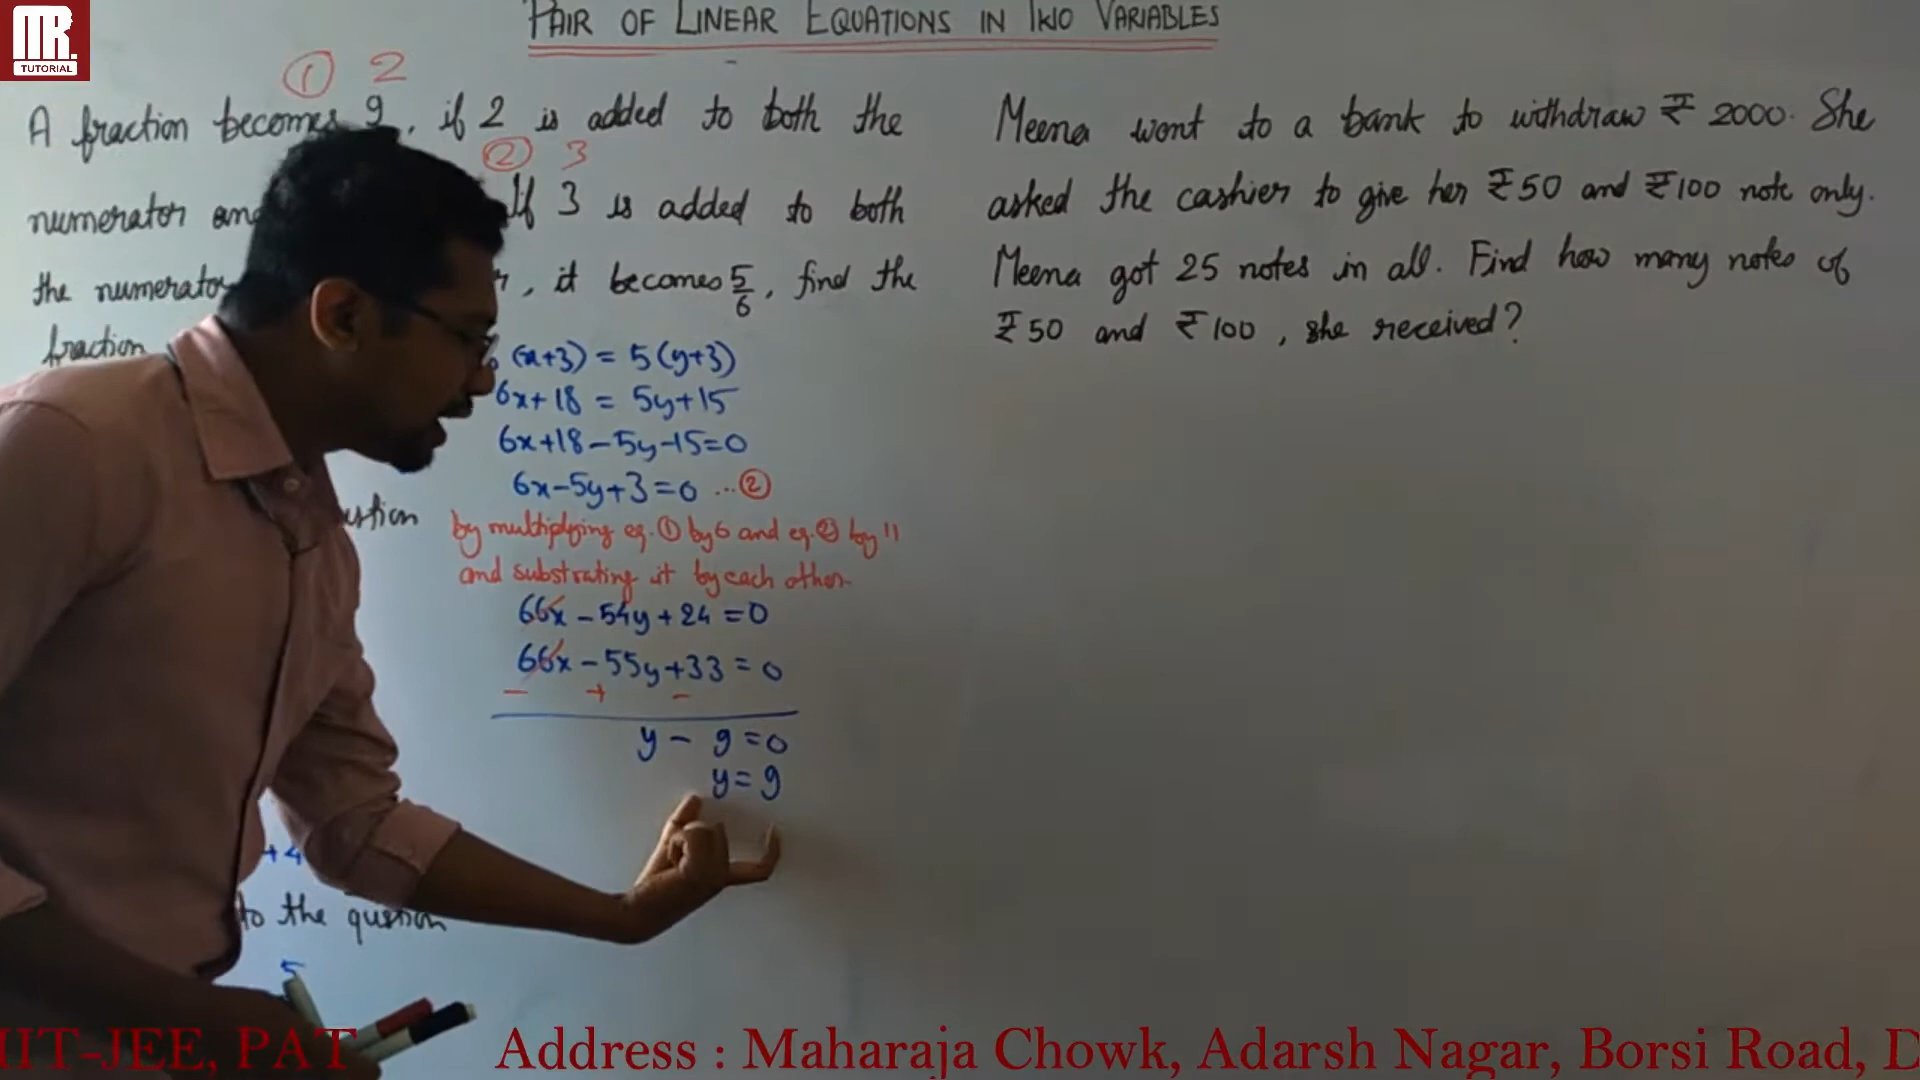 MR.
TUTORIAL
PAIR OF LINEAR EQUATIONS IN TWO VARIABLES
① 2
A fraction becomes 9, if 2 is added to both the
② 3
numerator and If 3 is added to both
the numerator, it becomes 5/6, find the
fraction
(x+3) = 5(y+3)
6x+18 = 5y+15
6x+18-5y-15=0
6x-5y+3=0 ...②
by multiplying eq. ① by 6 and eq. ② by 11
and substrating it by each other.
66x - 54y + 24 = 0
66x - 55y + 33 = 0
- + -
y - 9 = 0
y = 9
+4
to the question
5
Meena went to a bank to withdraw ₹ 2000. She
asked the cashier to give her ₹50 and ₹100 note only.
Meena got 25 notes in all. Find how many notes of
₹50 and ₹100, she received?
IIT-JEE, PAT Address : Maharaja Chowk, Adarsh Nagar, Borsi Road, D